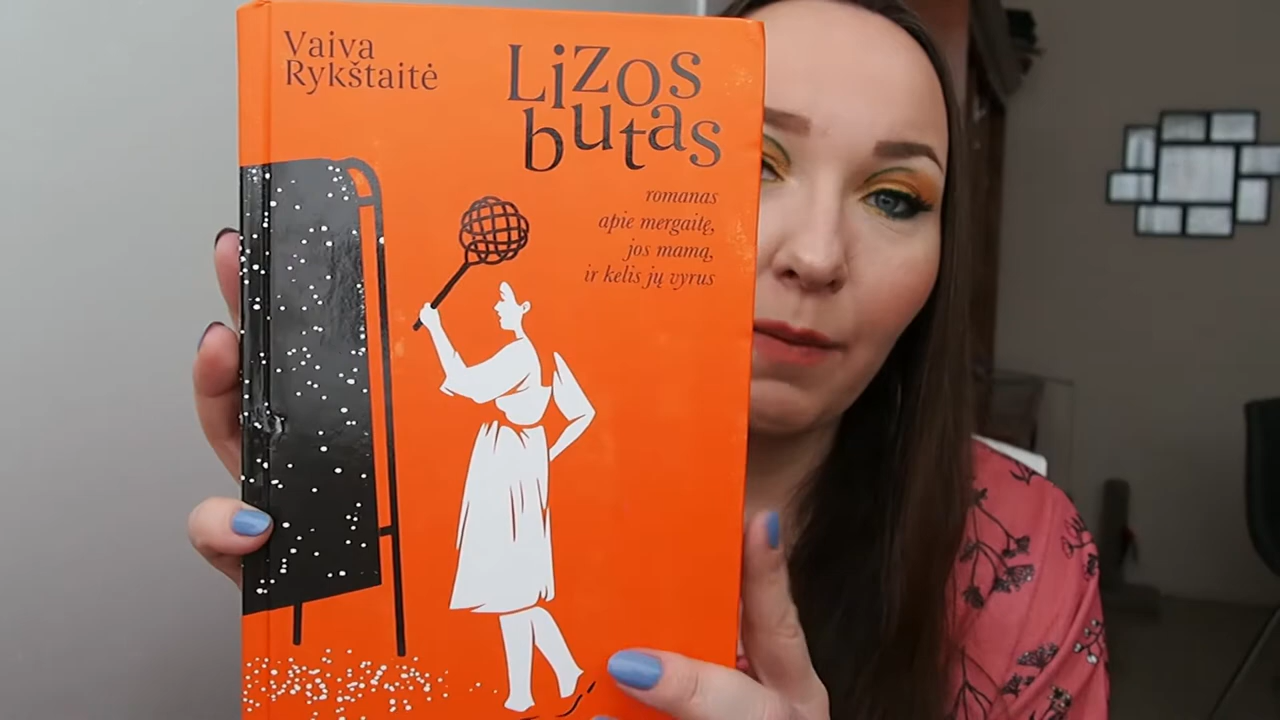 Vaiva
Rykštaitė
Lizos
butas
romanas
apie mergaitę,
jos mamą,
ir kelis jų vyrus